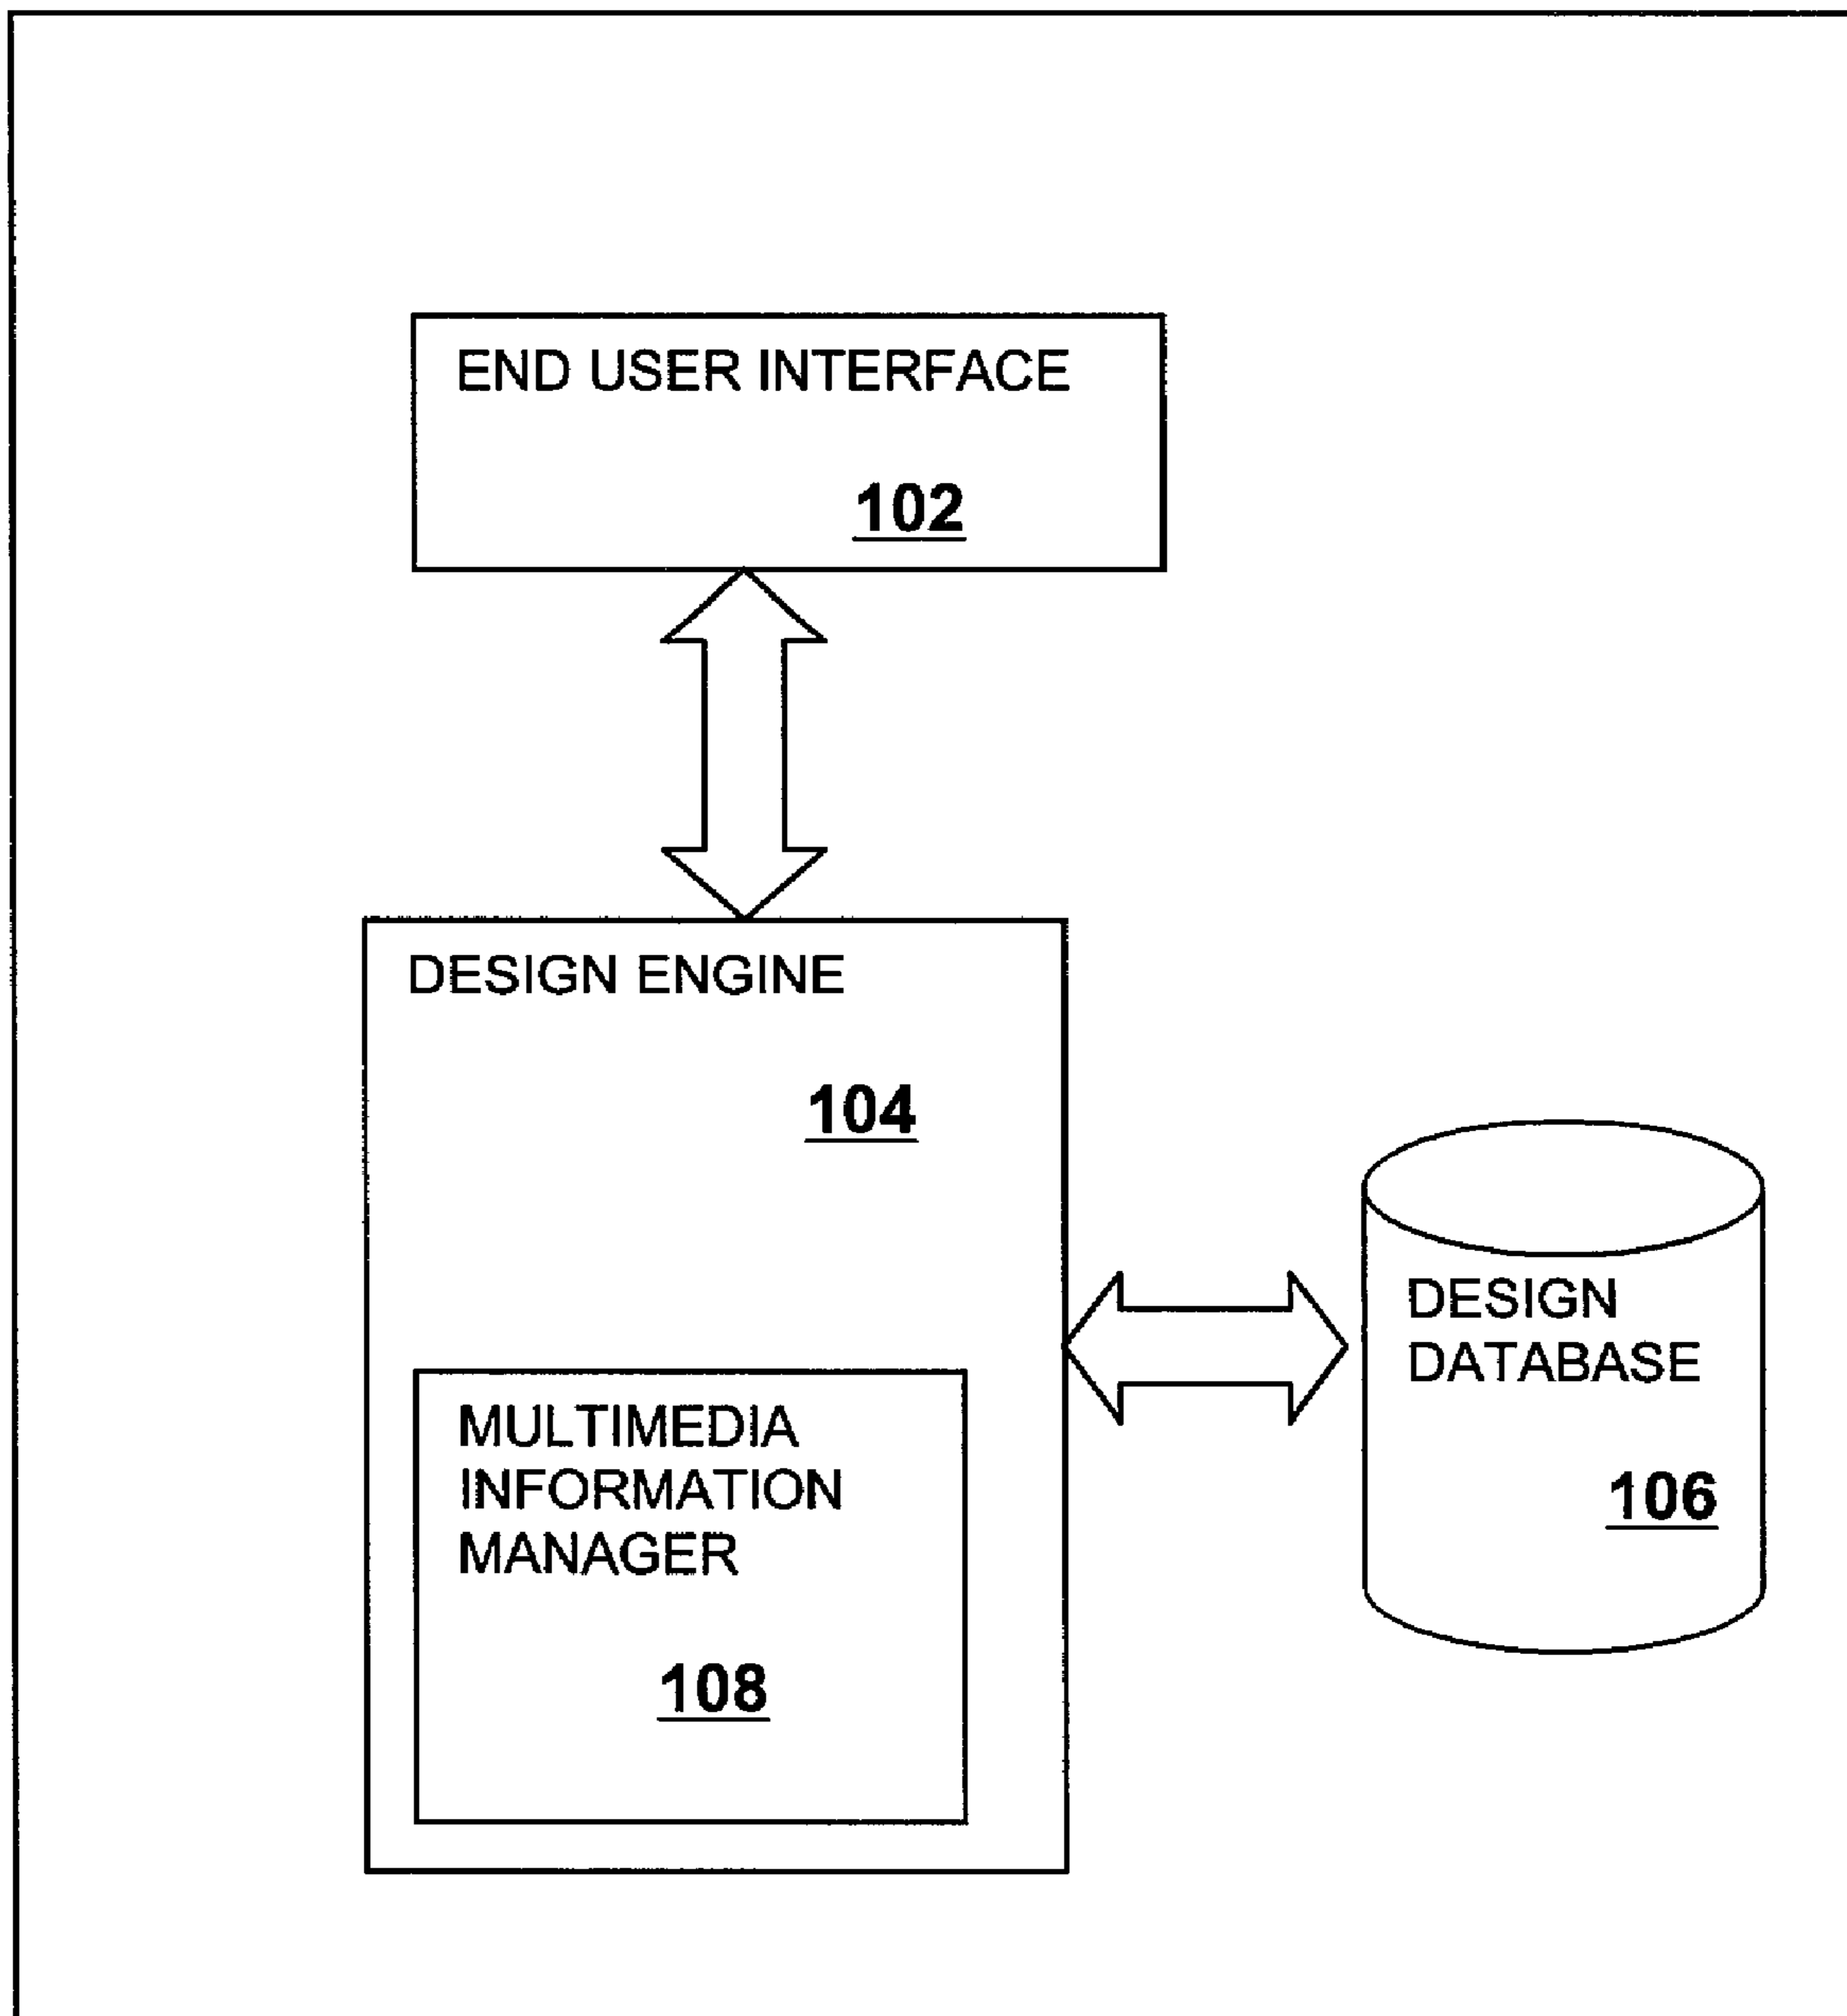 END USER INTERFACE
102
DESIGN ENGINE
104
DESIGN
DATABASE
106
MULTIMEDIA
INFORMATION
MANAGER
108